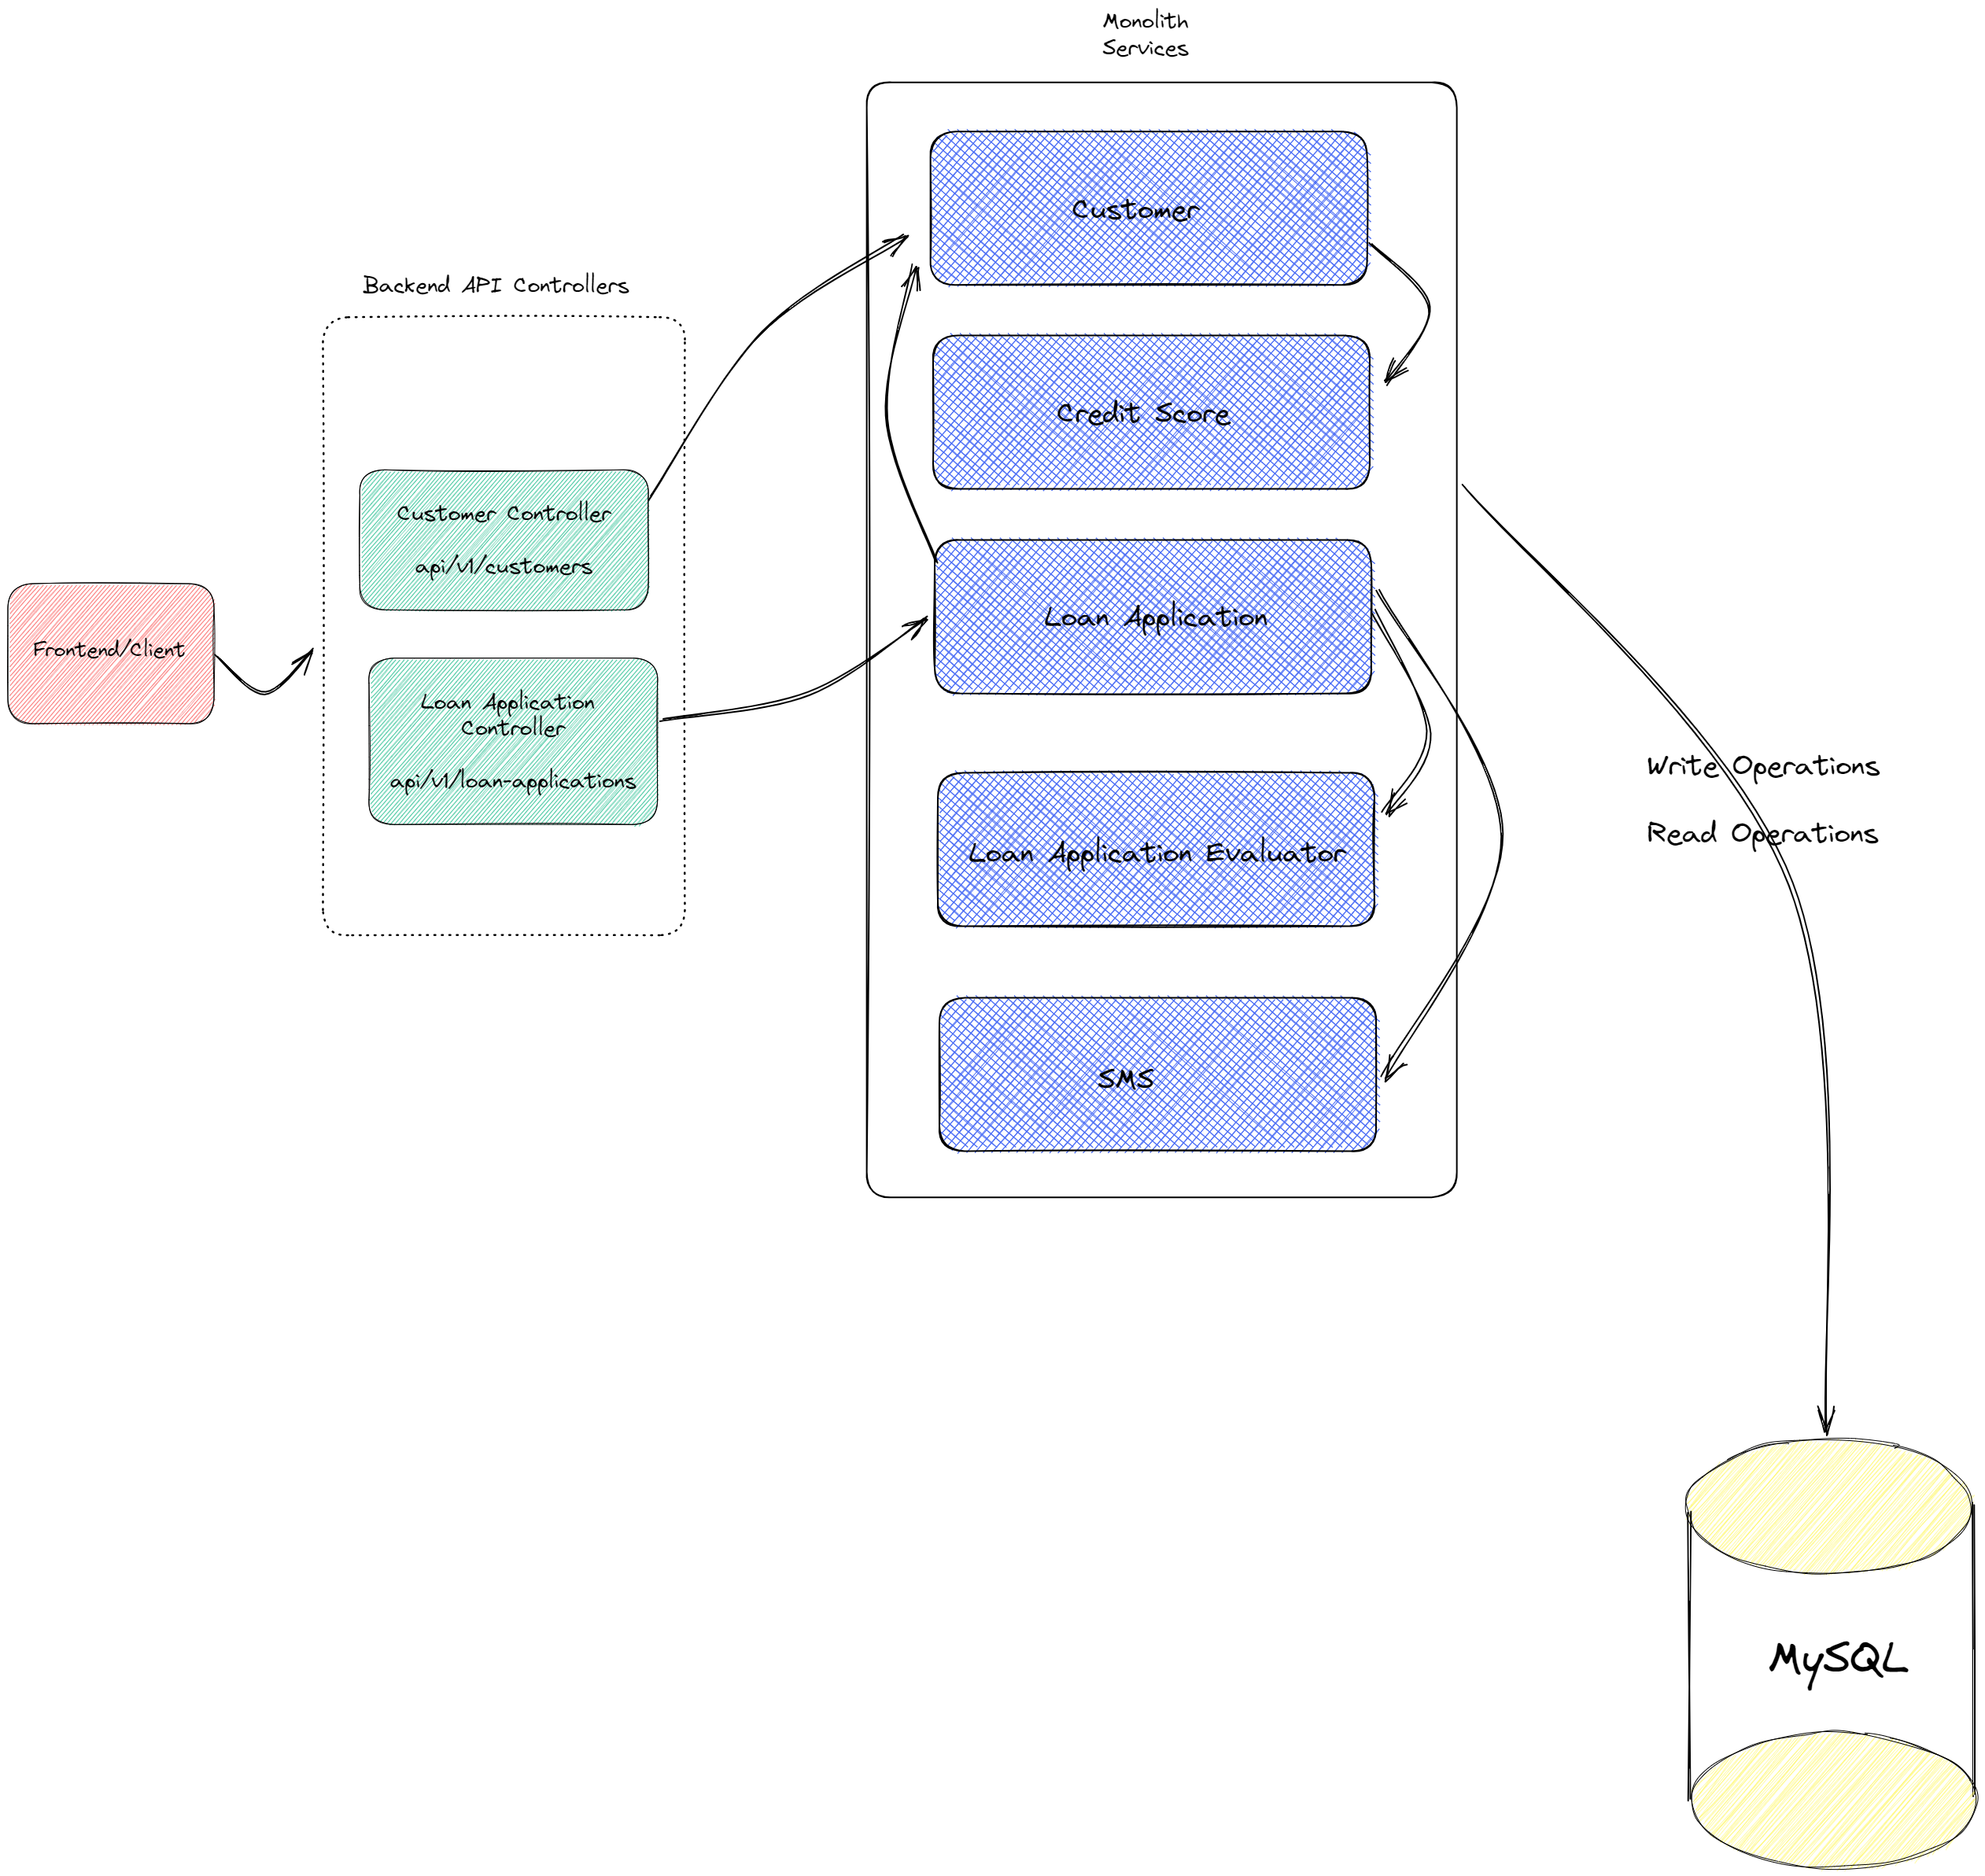 Monolith
Services
Customer
Backend API Controllers
Credit Score
Customer Controller
api/v1/customers
Loan Application
Frontend/Client
Loan Application
Controller
api/v1/loan-applications
Write Operations
Read Operations
Loan Application Evaluator
SMS
MySQL